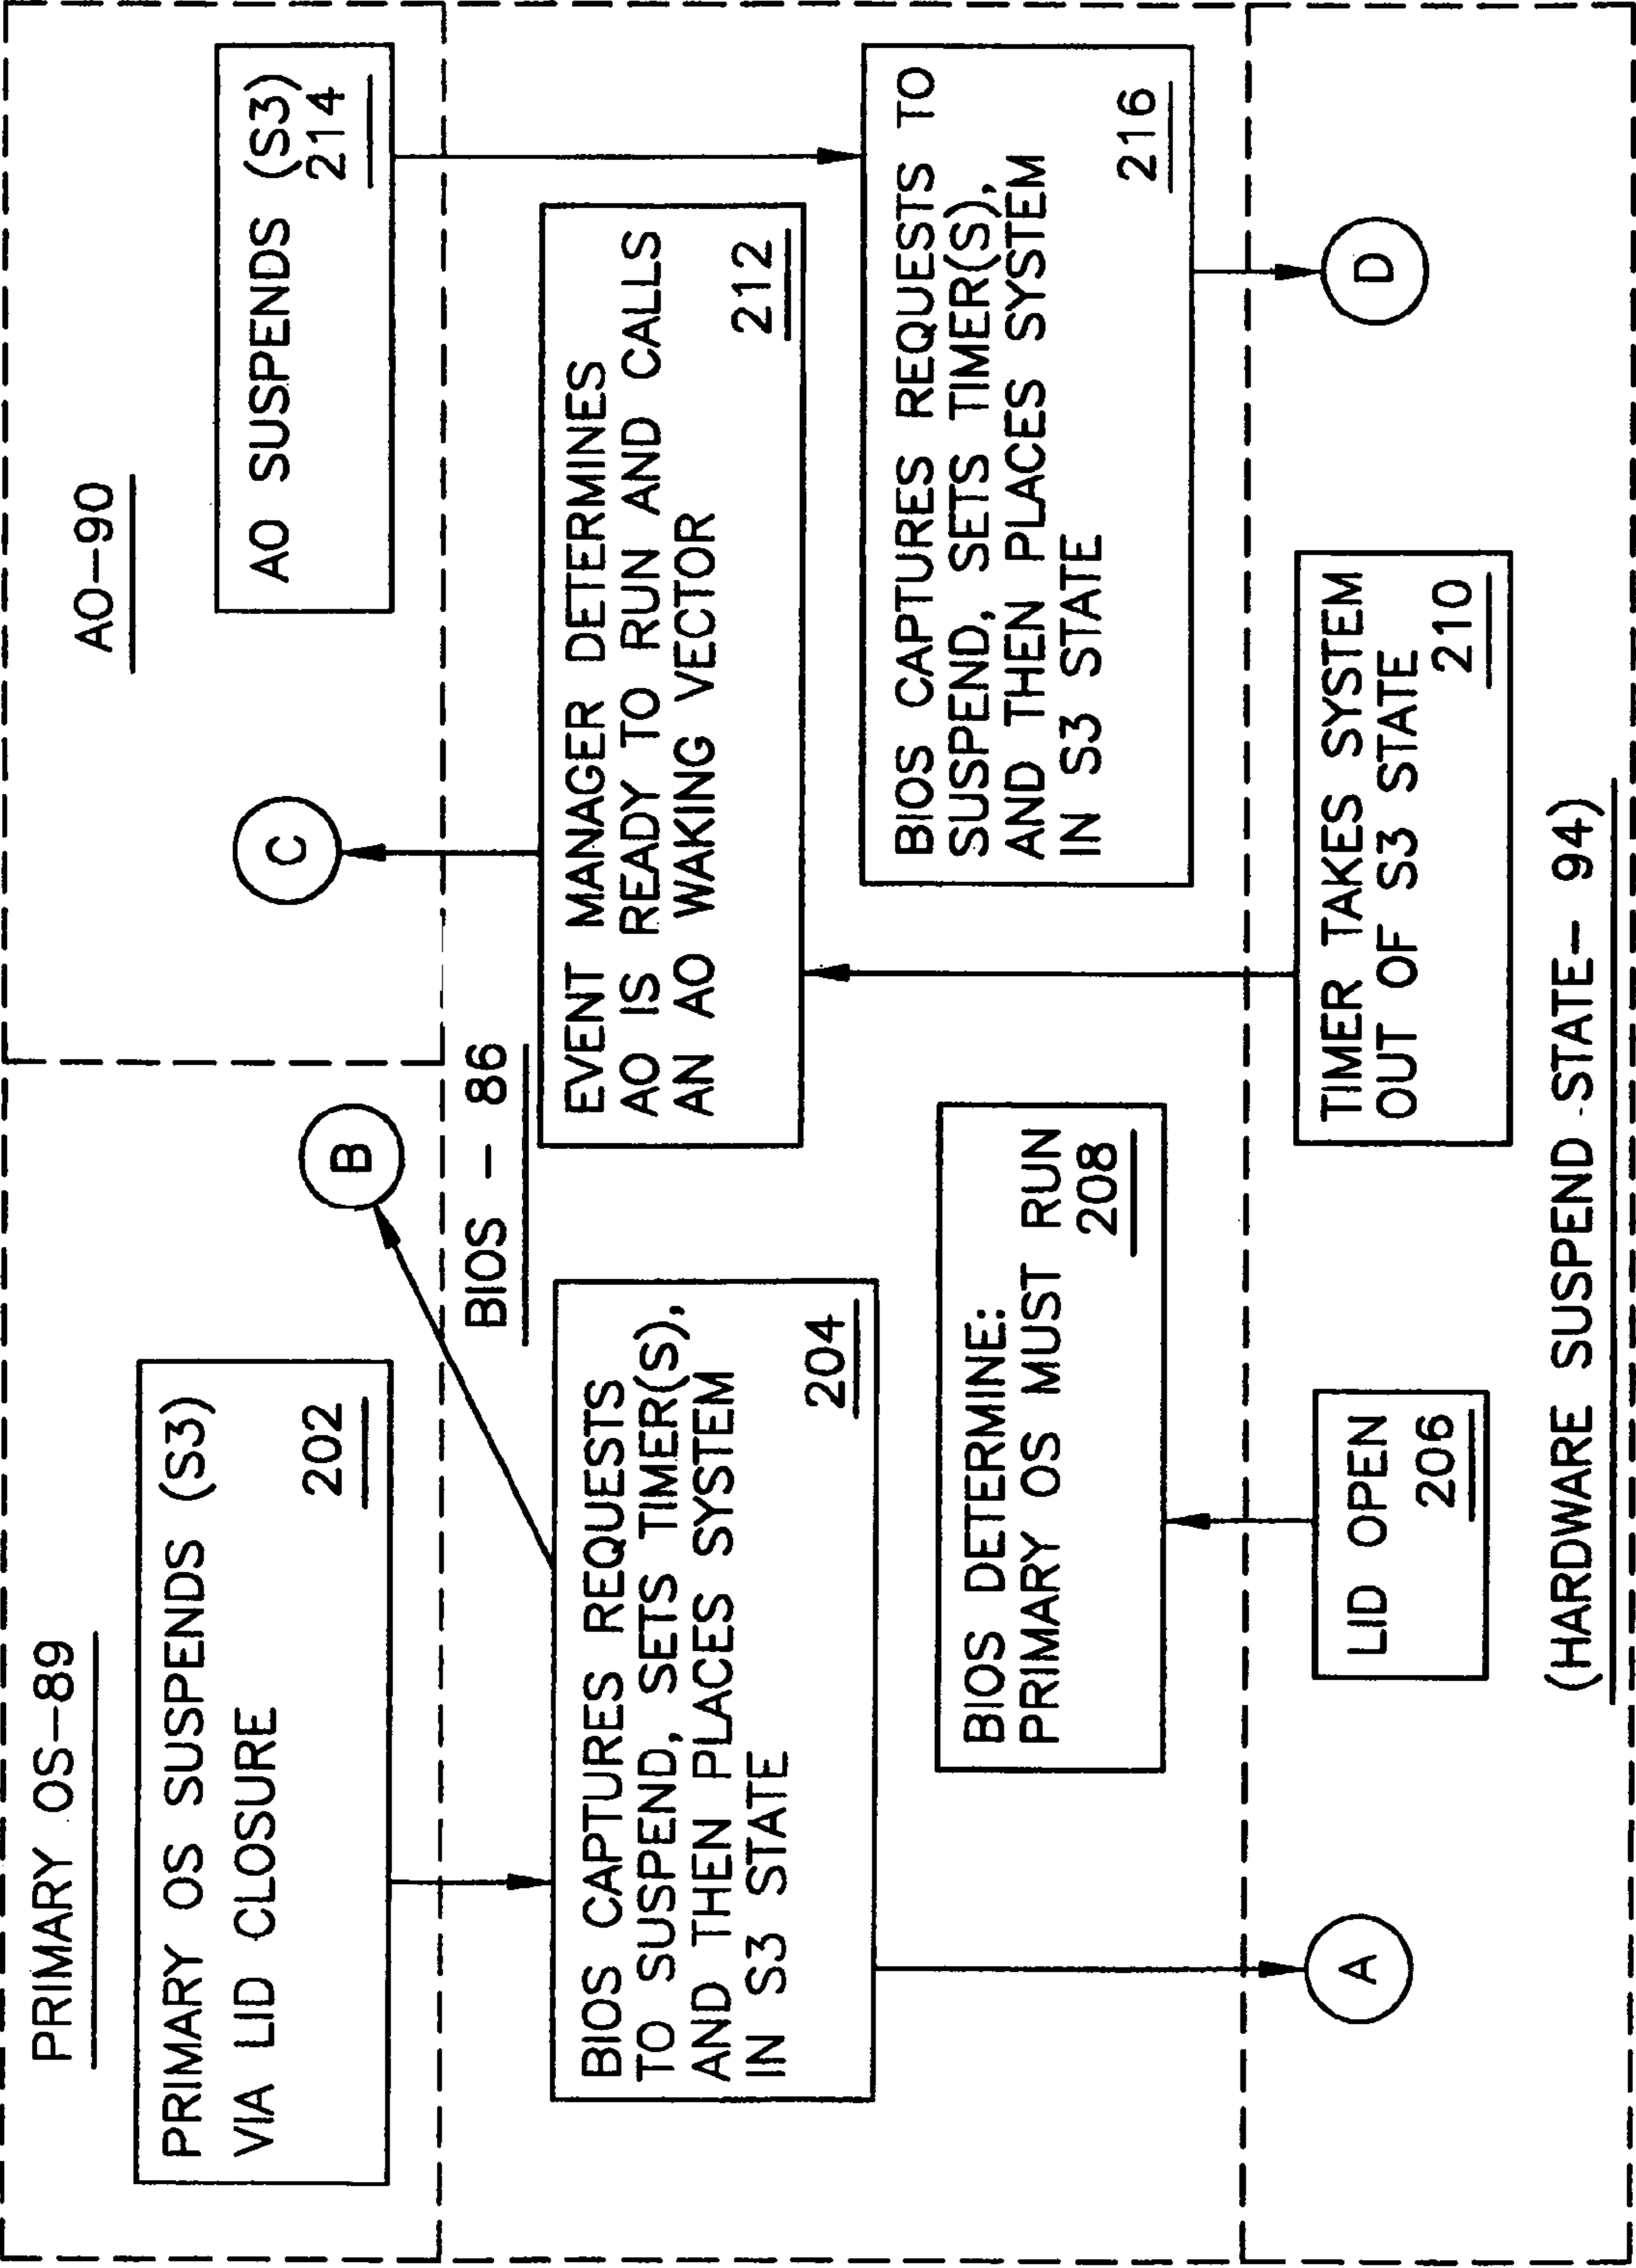 PRIMARY OS-89
PRIMARY OS SUSPENDS (S3)
VIA LID CLOSURE
202
B
AO-90
C
AO SUSPENDS (S3)
214
BIOS - 86
BIOS CAPTURES REQUESTS
TO SUSPEND, SETS TIMER(S),
AND THEN PLACES SYSTEM
IN S3 STATE
204
EVENT MANAGER DETERMINES
AO IS READY TO RUN AND CALLS
AN AO WAKING VECTOR
212
BIOS DETERMINE:
PRIMARY OS MUST RUN
208
BIOS CAPTURES REQUESTS TO
SUSPEND, SETS TIMER(S),
AND THEN PLACES SYSTEM
IN S3 STATE
216
A
LID OPEN
206
TIMER TAKES SYSTEM
OUT OF S3 STATE
210
D
(HARDWARE SUSPEND STATE- 94)